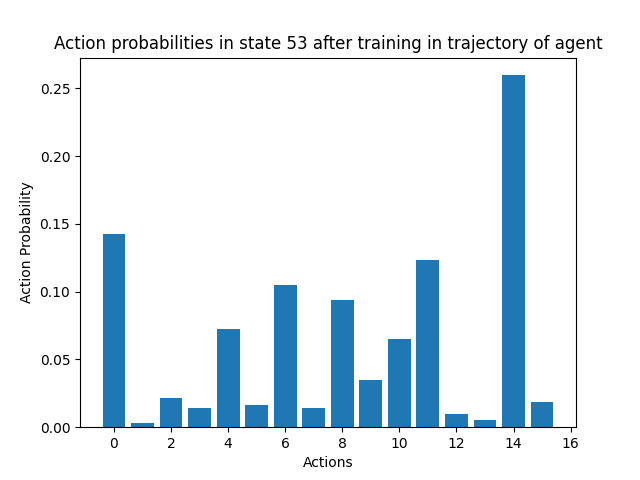 Action probabilities in state 53 after training in trajectory of agent
0.25
0.20
0.15
0.10
0.05
0.00
Action Probability
0 2 4 6 8 10 12 14 16
Actions